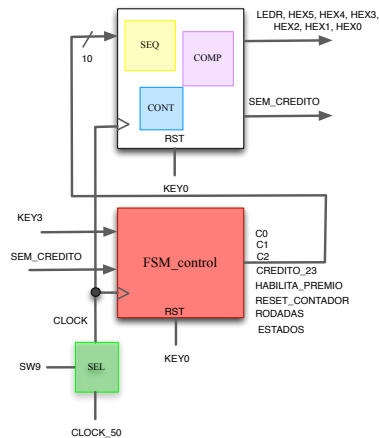 LEDR, HEX5, HEX4, HEX3,
HEX2, HEX1, HEX0
SEQ
COMP
10
CONT
SEM_CREDITO
RST
KEY0
KEY3
C0
C1
SEM_CREDITO
FSM_control
C2
CREDITO_23
HABILITA_PREMIO
RESET_CONTADOR
RST
RODADAS
CLOCK
ESTADOS
KEY0
SW9
SEL
CLOCK_50